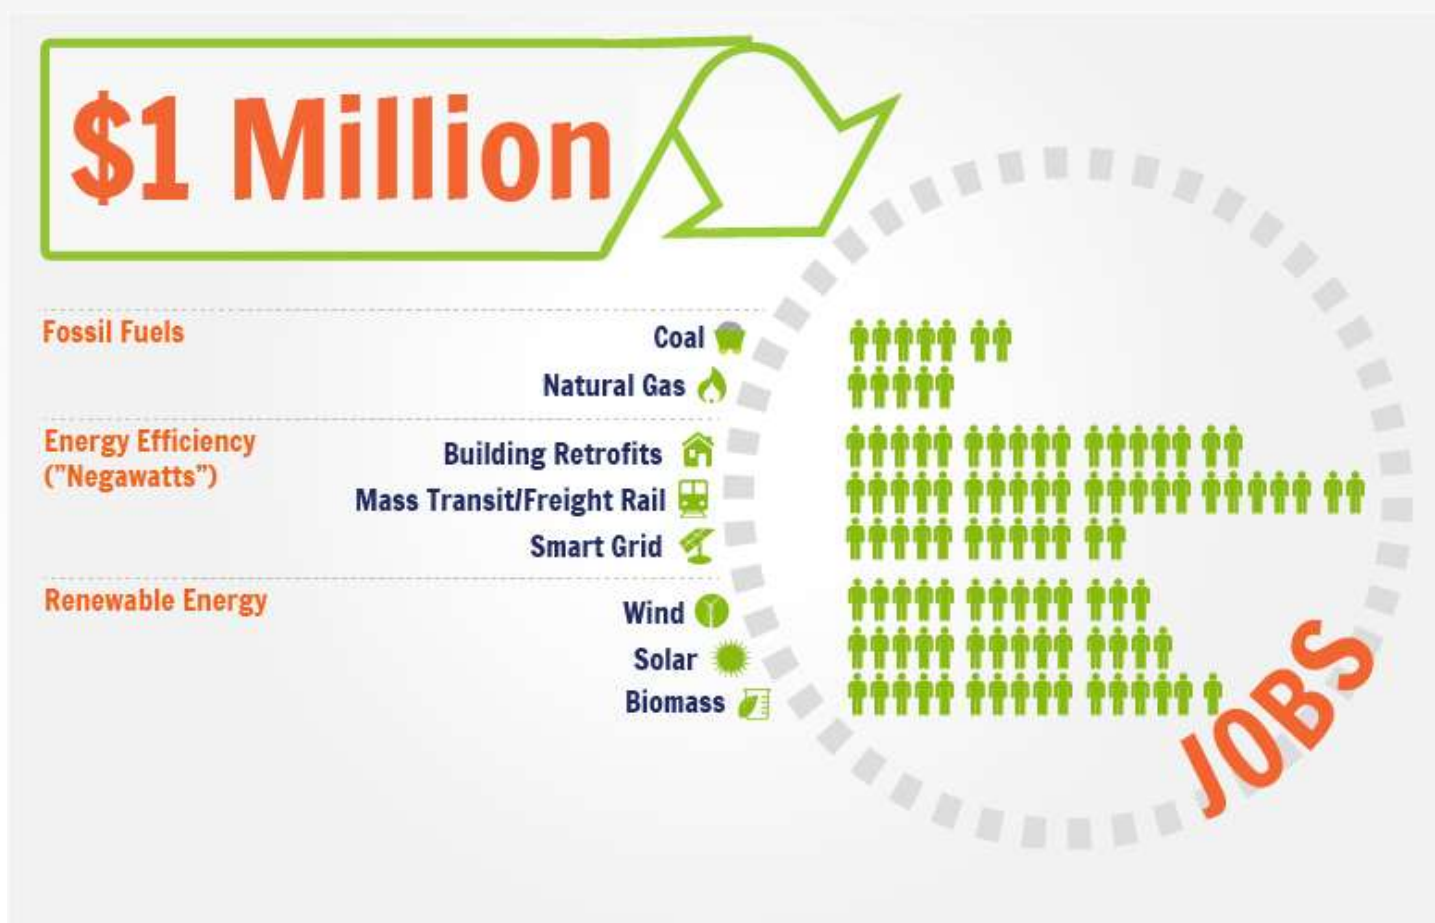 $1 Million
Fossil Fuels
Coal
Natural Gas
Energy Efficiency
("Negawatts")
Building Retrofits
Mass Transit/Freight Rail
Smart Grid
Renewable Energy
Wind
Solar
Biomass
JOBS